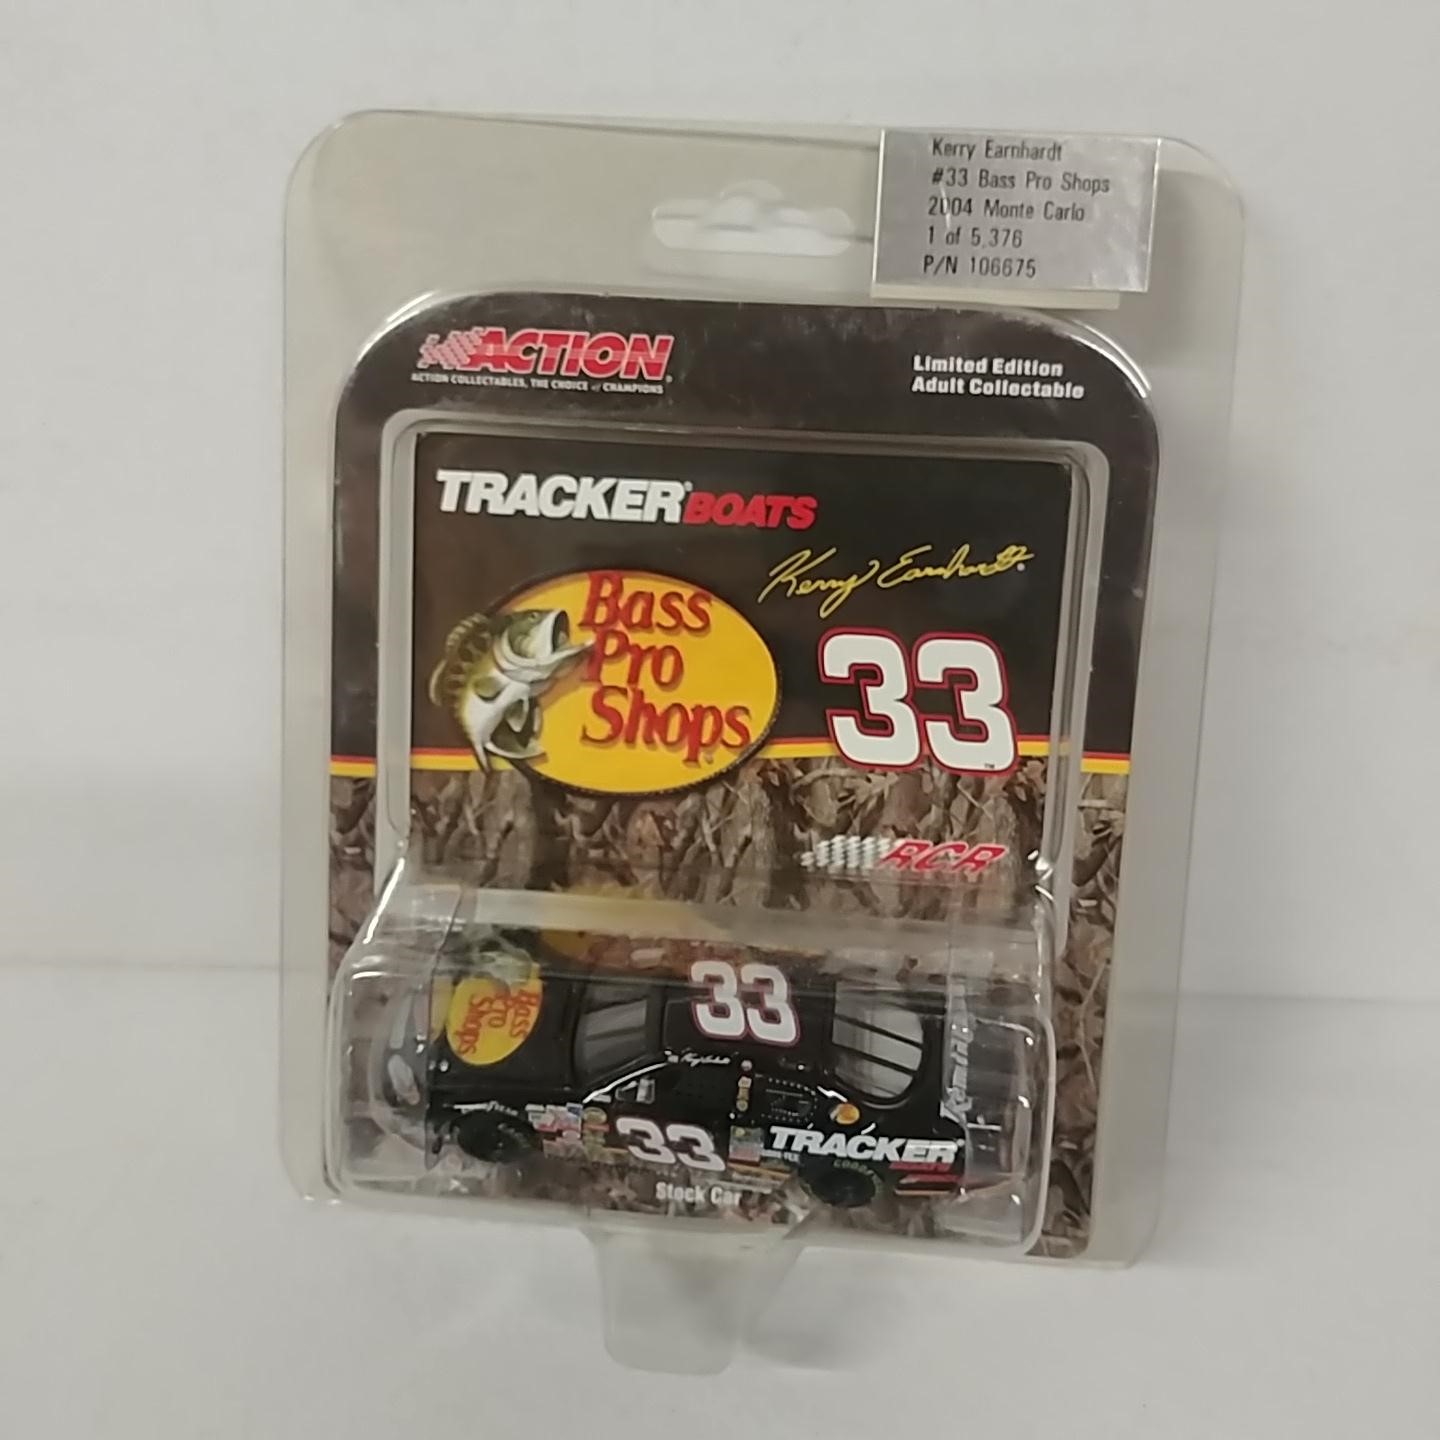 Kerry Earnhardt
#33 Bass Pro Shops
2004 Monte Carlo
1 of 5,376
P/N 106675
ACTION
ACTION COLLECTABLES, THE CHOICE of CHAMPIONS
Limited Edition
Adult Collectable
TRACKER BOATS
Kerry Earnhardt
Bass
Pro
Shops
33
RCR
33
Bass
Pro
Shops
33
TRACKER
Stock Car